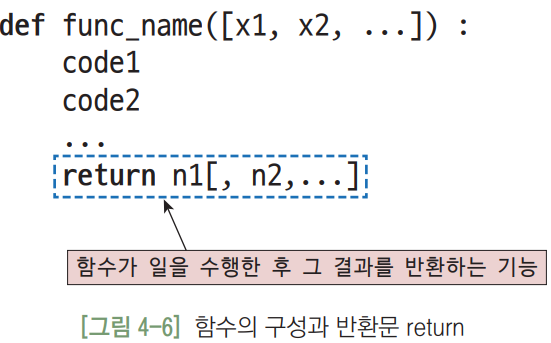 def func_name([x1, x2, ...]) :
code1
code2
...
return n1[, n2,...]
함수가 일을 수행한 후 그 결과를 반환하는 기능
[그림 4-6] 함수의 구성과 반환문 return